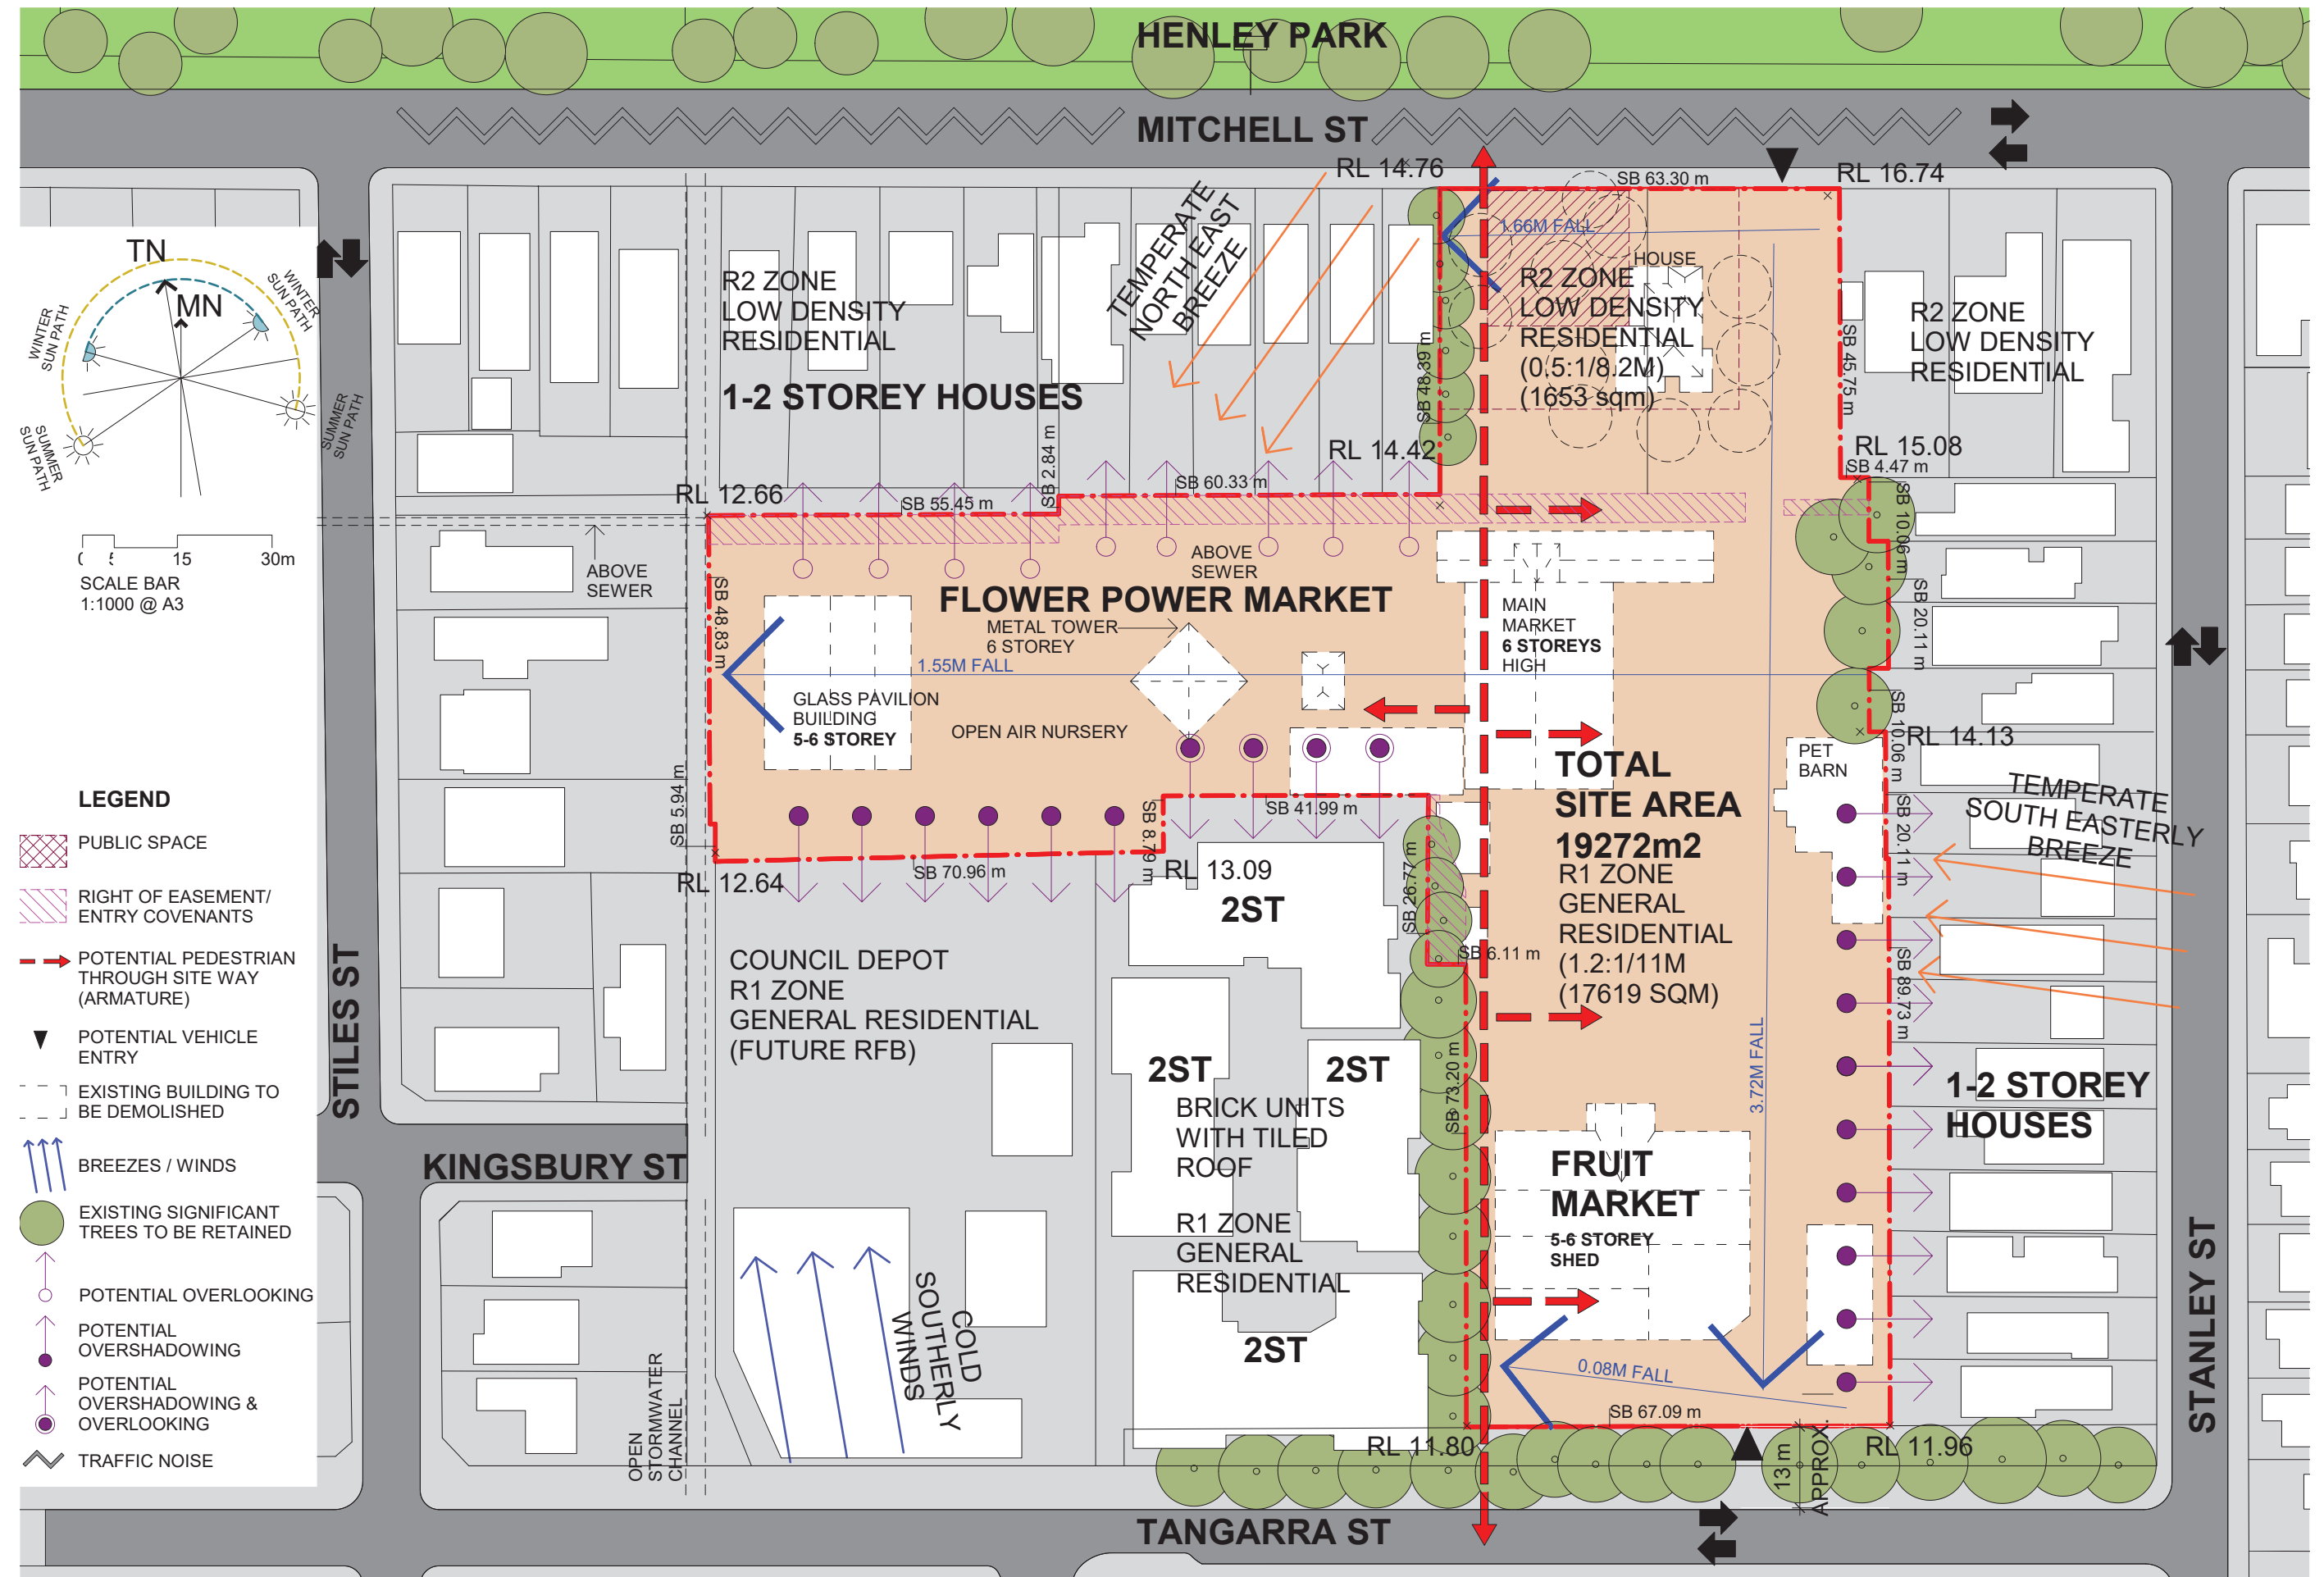 HENLEY PARK
MITCHELL ST
RL 14.76
SB 63.30 m
RL 16.74
1.66M FALL
HOUSE
R2 ZONE
LOW DENSITY
RESIDENTIAL
(0.5:1/8.2M)
(1653 sqm)
SB 48.39 m
SB 45.75 m
R2 ZONE
LOW DENSITY
RESIDENTIAL
TEMPERATE
NORTH EAST
BREEZE
R2 ZONE
LOW DENSITY
RESIDENTIAL
1-2 STOREY HOUSES
TN
MN
WINTER
SUN PATH
WINTER
SUN PATH
SUMMER
SUN PATH
SUMMER
SUN PATH
15
30m
SCALE BAR
1:1000 @ A3
RL 12.66
SB 55.45 m
SB 2.84 m
SB 60.33 m
RL 14.42
RL 15.08
SB 4.47 m
SB 10.06 m
SB 20.11 m
SB 10.06 m
RL 14.13
ABOVE
SEWER
ABOVE
SEWER
FLOWER POWER MARKET
METAL TOWER
6 STOREY
1.55M FALL
SB 48.83 m
GLASS PAVILION
BUILDING
5-6 STOREY
OPEN AIR NURSERY
MAIN
MARKET
6 STOREYS
HIGH
TOTAL
SITE AREA
19272m2
R1 ZONE
GENERAL
RESIDENTIAL
(1.2:1/11M
(17619 SQM)
PET
BARN
TEMPERATE
SOUTH EASTERLY
BREEZE
SB 20.11 m
SB 89.73 m
SB 5.94 m
RL 12.64
SB 70.96 m
SB 8.79 m
SB 41.99 m
RL 13.09
SB 26.77 m
SB 6.11 m
SB 73.20 m
3.72M FALL
2ST
2ST
2ST
BRICK UNITS
WITH TILED
ROOF
R1 ZONE
GENERAL
RESIDENTIAL
2ST
COUNCIL DEPOT
R1 ZONE
GENERAL RESIDENTIAL
(FUTURE RFB)
1-2 STOREY
HOUSES
FRUIT
MARKET
5-6 STOREY
SHED
0.08M FALL
SB 67.09 m
RL 11.80
RL 11.96
13 m
APPROX.
COLD
SOUTHERLY
WINDS
OPEN
STORMWATER
CHANNEL
KINGSBURY ST
STILES ST
STANLEY ST
TANGARRA ST
LEGEND
PUBLIC SPACE
RIGHT OF EASEMENT/
ENTRY COVENANTS
POTENTIAL PEDESTRIAN
THROUGH SITE WAY
(ARMATURE)
POTENTIAL VEHICLE
ENTRY
EXISTING BUILDING TO
BE DEMOLISHED
BREEZES / WINDS
EXISTING SIGNIFICANT
TREES TO BE RETAINED
POTENTIAL OVERLOOKING
POTENTIAL
OVERSHADOWING
POTENTIAL
OVERSHADOWING &
OVERLOOKING
TRAFFIC NOISE